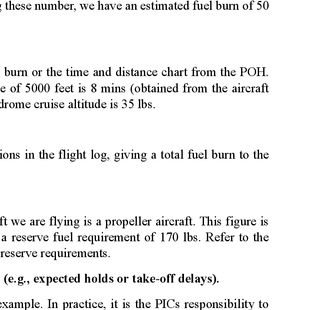 g these number, we have an estimated fuel burn of 50
burn or the time and distance chart from the POH.
e of 5000 feet is 8 mins (obtained from the aircraft
drome cruise altitude is 35 lbs.
ions in the flight log, giving a total fuel burn to the
ft we are flying is a propeller aircraft. This figure is
a reserve fuel requirement of 170 lbs. Refer to the
reserve requirements.
(e.g., expected holds or take-off delays).
example. In practice, it is the PICs responsibility to